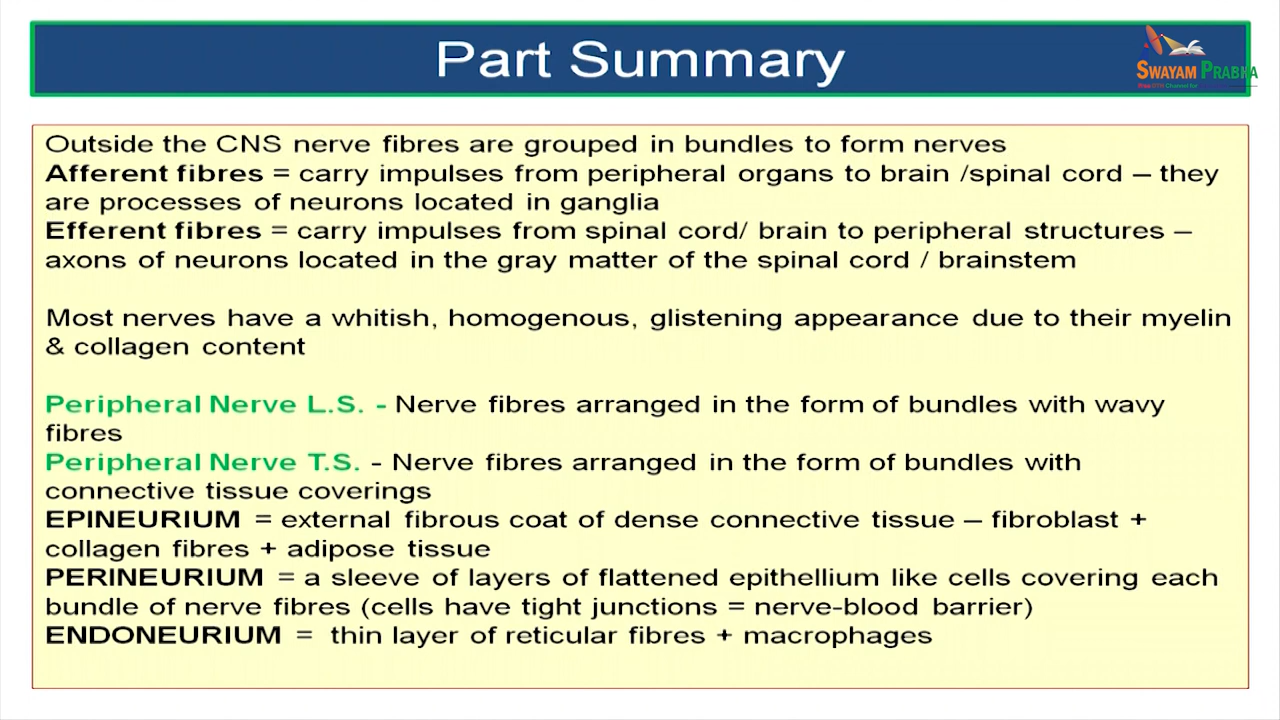 Part Summary
SWAYAM PRABHA
Outside the CNS nerve fibres are grouped in bundles to form nerves
Afferent fibres = carry impulses from peripheral organs to brain /spinal cord – they
are processes of neurons located in ganglia
Efferent fibres = carry impulses from spinal cord/ brain to peripheral structures –
axons of neurons located in the gray matter of the spinal cord / brainstem
Most nerves have a whitish, homogenous, glistening appearance due to their myelin
& collagen content
Peripheral Nerve L.S. - Nerve fibres arranged in the form of bundles with wavy
fibres
Peripheral Nerve T.S. - Nerve fibres arranged in the form of bundles with
connective tissue coverings
EPINEURIUM = external fibrous coat of dense connective tissue – fibroblast +
collagen fibres + adipose tissue
PERINEURIUM = a sleeve of layers of flattened epithellium like cells covering each
bundle of nerve fibres (cells have tight junctions = nerve-blood barrier)
ENDONEURIUM = thin layer of reticular fibres + macrophages